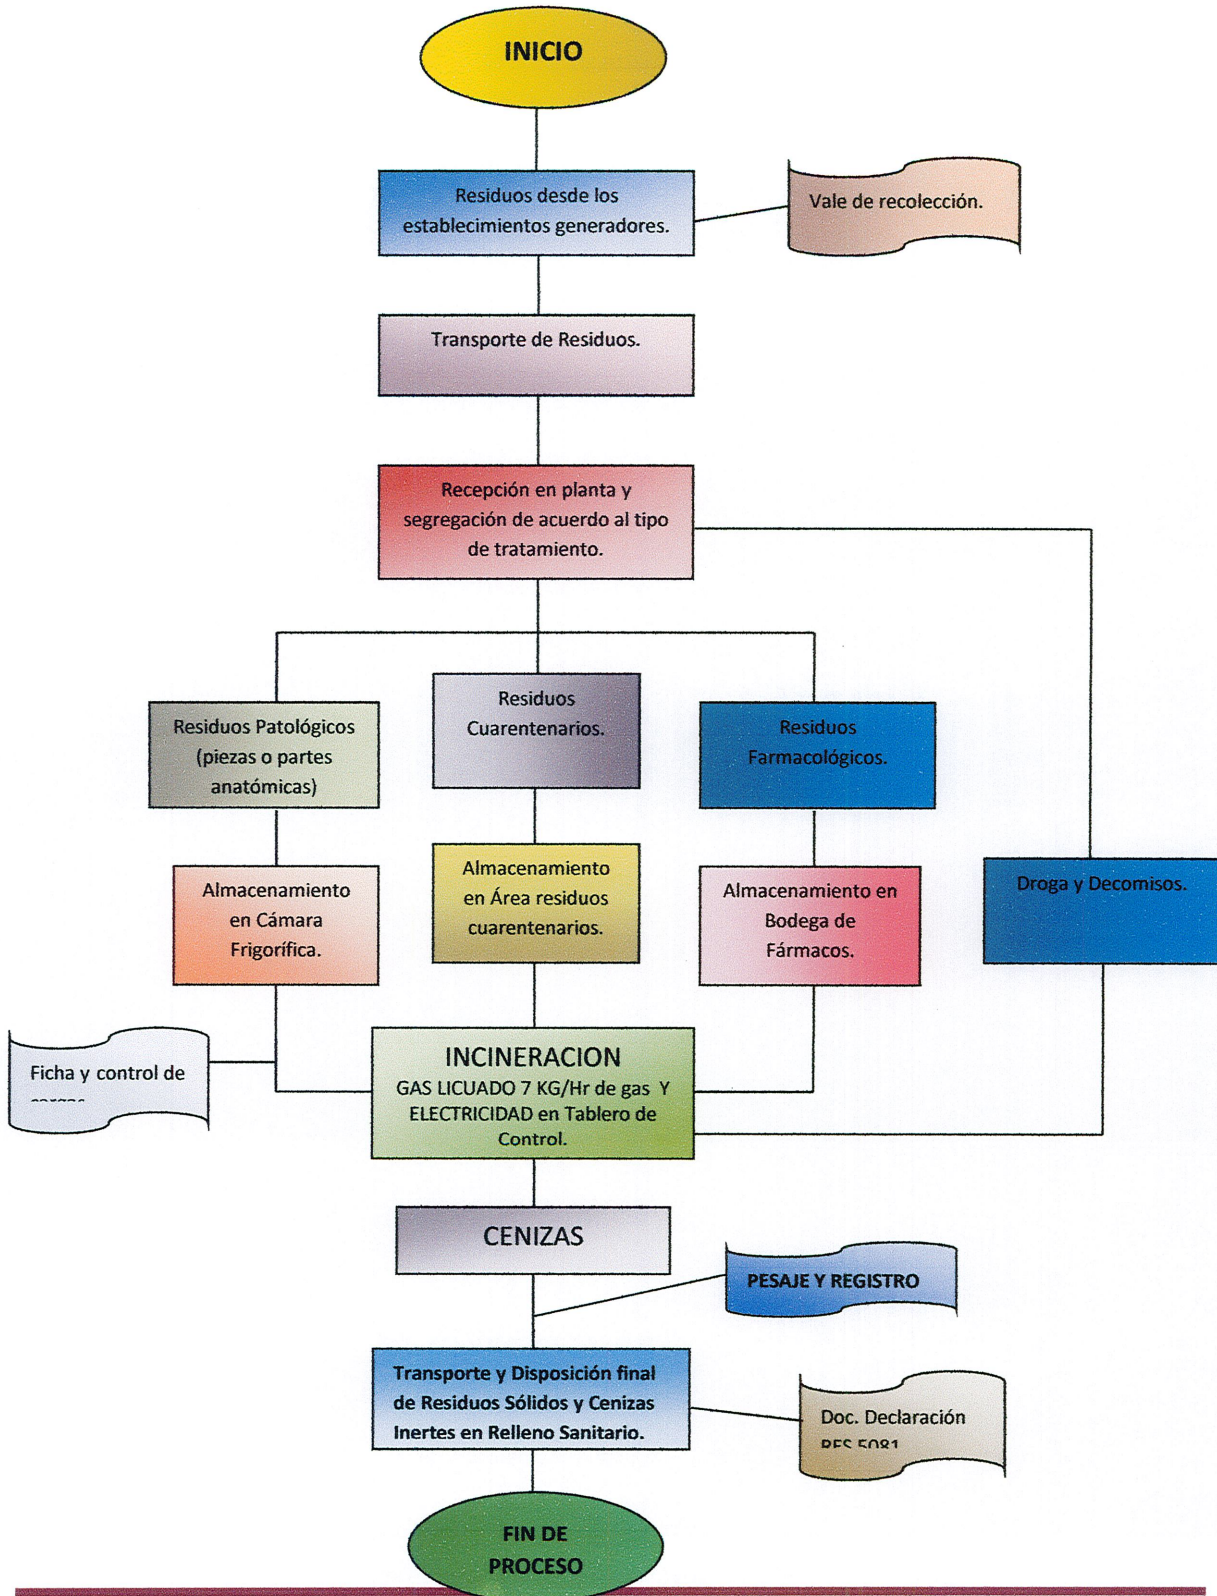 INICIO
Residuos desde los
establecimientos generadores.
Vale de recolección.
Transporte de Residuos.
Recepción en planta y
segregación de acuerdo al tipo
de tratamiento.
Residuos Patológicos
(piezas o partes
anatómicas)
Residuos
Cuarentenarios.
Residuos
Farmacológicos.
Almacenamiento
en Cámara
Frigorífica.
Almacenamiento
en Área residuos
cuarentenarios.
Almacenamiento en
Bodega de
Fármacos.
Droga y Decomisos.
Ficha y control de
INCINERACION
GAS LICUADO 7 KG/Hr de gas Y
ELECTRICIDAD en Tablero de
Control.
CENIZAS
PESAJE Y REGISTRO
Transporte y Disposición final
de Residuos Sólidos y Cenizas
Inertes en Relleno Sanitario.
Doc. Declaración
RES 5081
FIN DE
PROCESO